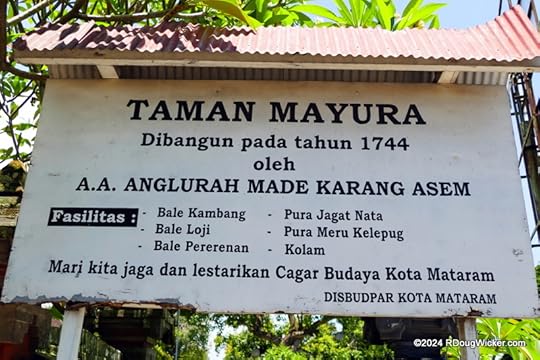 TAMAN MAYURA
Dibangun pada tahun 1744
oleh
A.A. ANGLURAH MADE KARANG ASEM
Fasilitas :
- Bale Kambang
- Bale Loji
- Bale Pererenan
- Pura Jagat Nata
- Pura Meru Kelepug
- Kolam
Mari kita jaga dan lestarikan Cagar Budaya Kota Mataram
DISBUDPAR KOTA MATARAM
©2024 RDougWicker.com